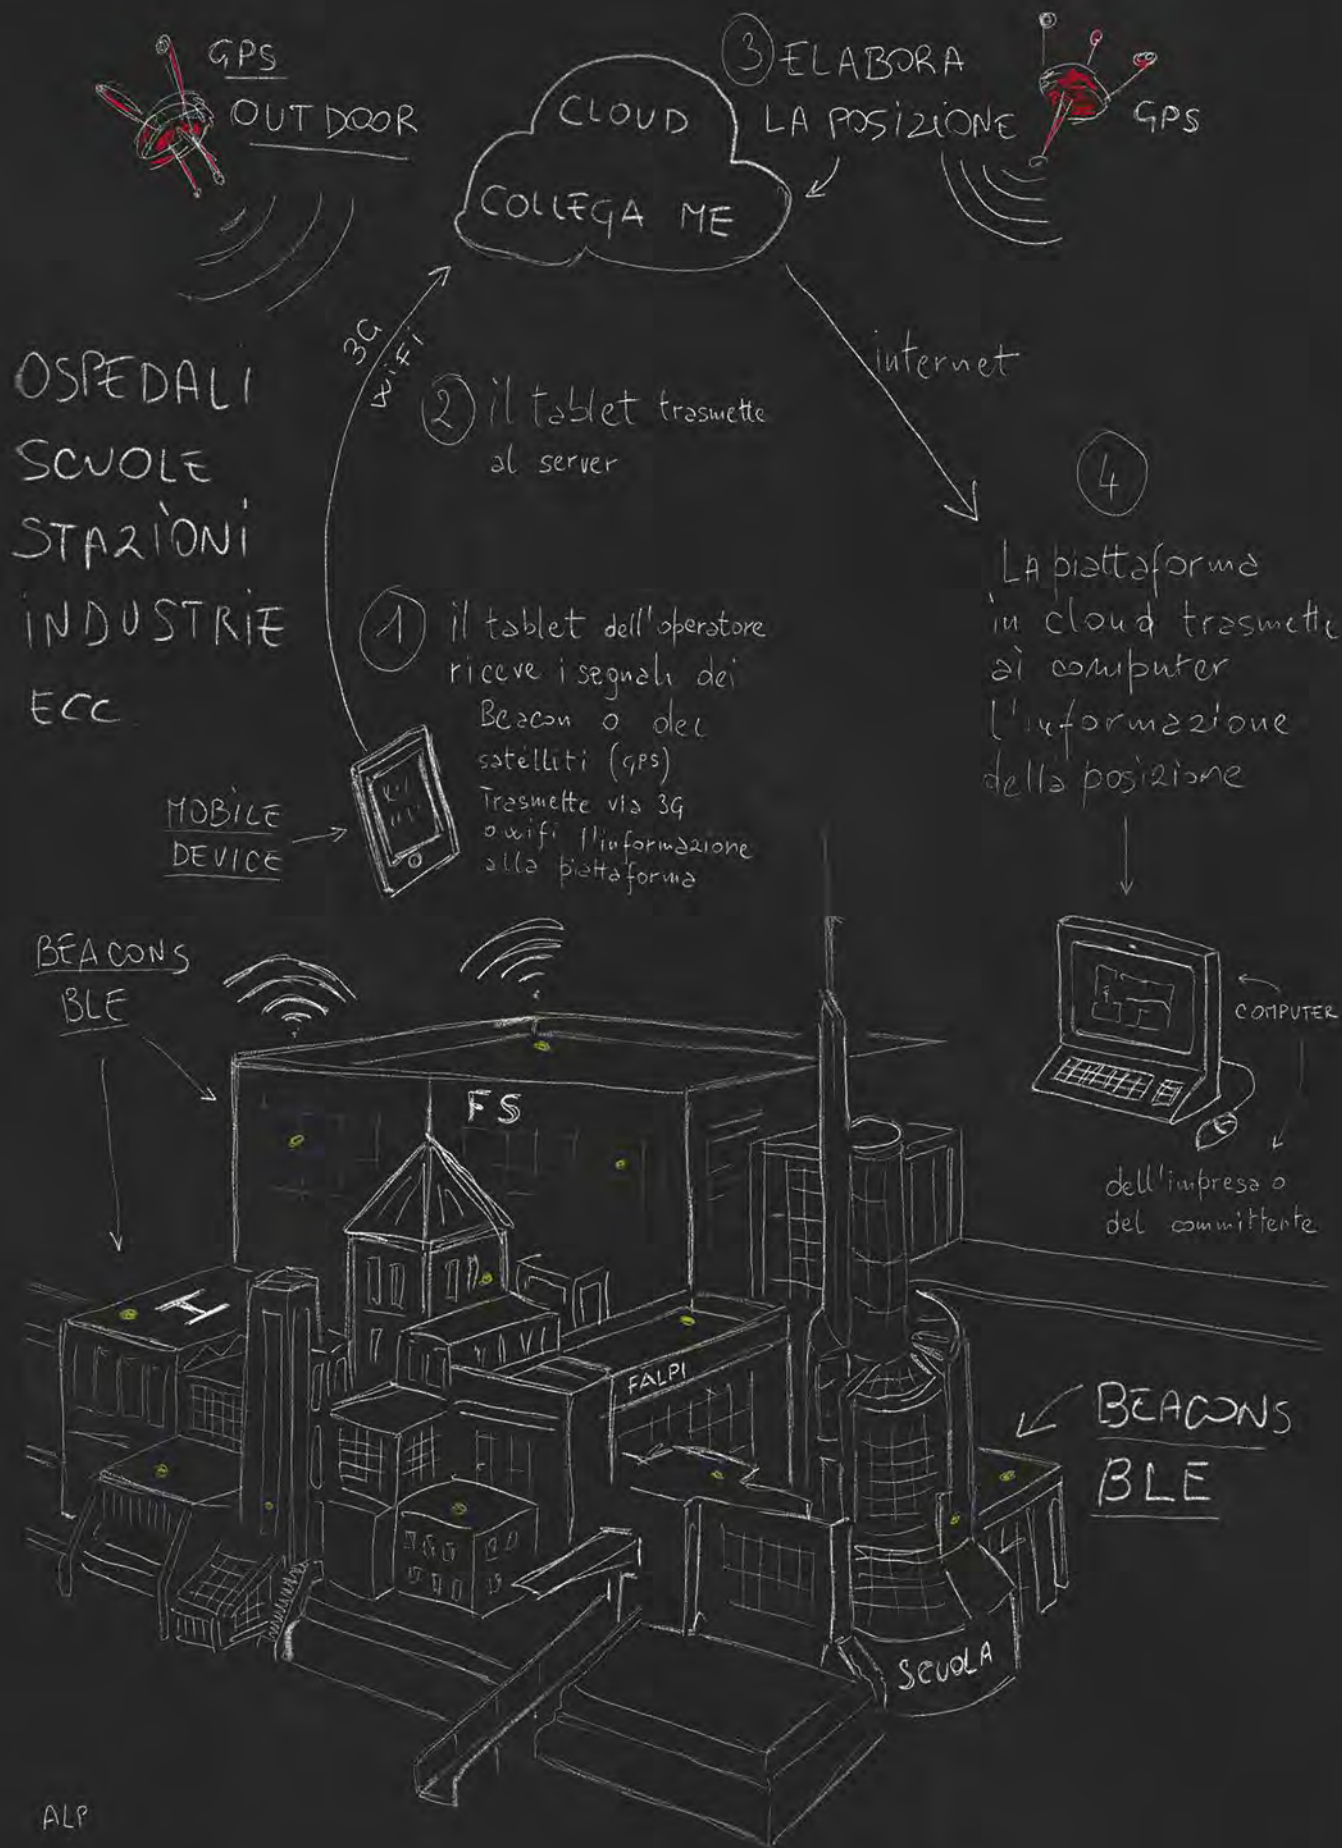 GPS
OUTDOOR
CLOUD
COLLEGA ME
3 ELABORA
LA POSIZIONE
GPS
3G
WiFi
internet
OSPEDALI
SCUOLE
STAZIONI
INDUSTRIE
ECC
2 il tablet trasmette
al server
1 il tablet dell'operatore
riceve i segnali dei
Beacon o dei
satelliti (GPS)
Trasmette via 3G
o wifi l'informazione
alla piattaforma
4
LA piattaforma
in cloud trasmette
ai computer
l'informazione
della posizione
MOBILE
DEVICE
BEACONS
BLE
COMPUTER
dell'impresa o
del committente
FS
H
FALPI
BEACONS
BLE
SCUOLA
ALP